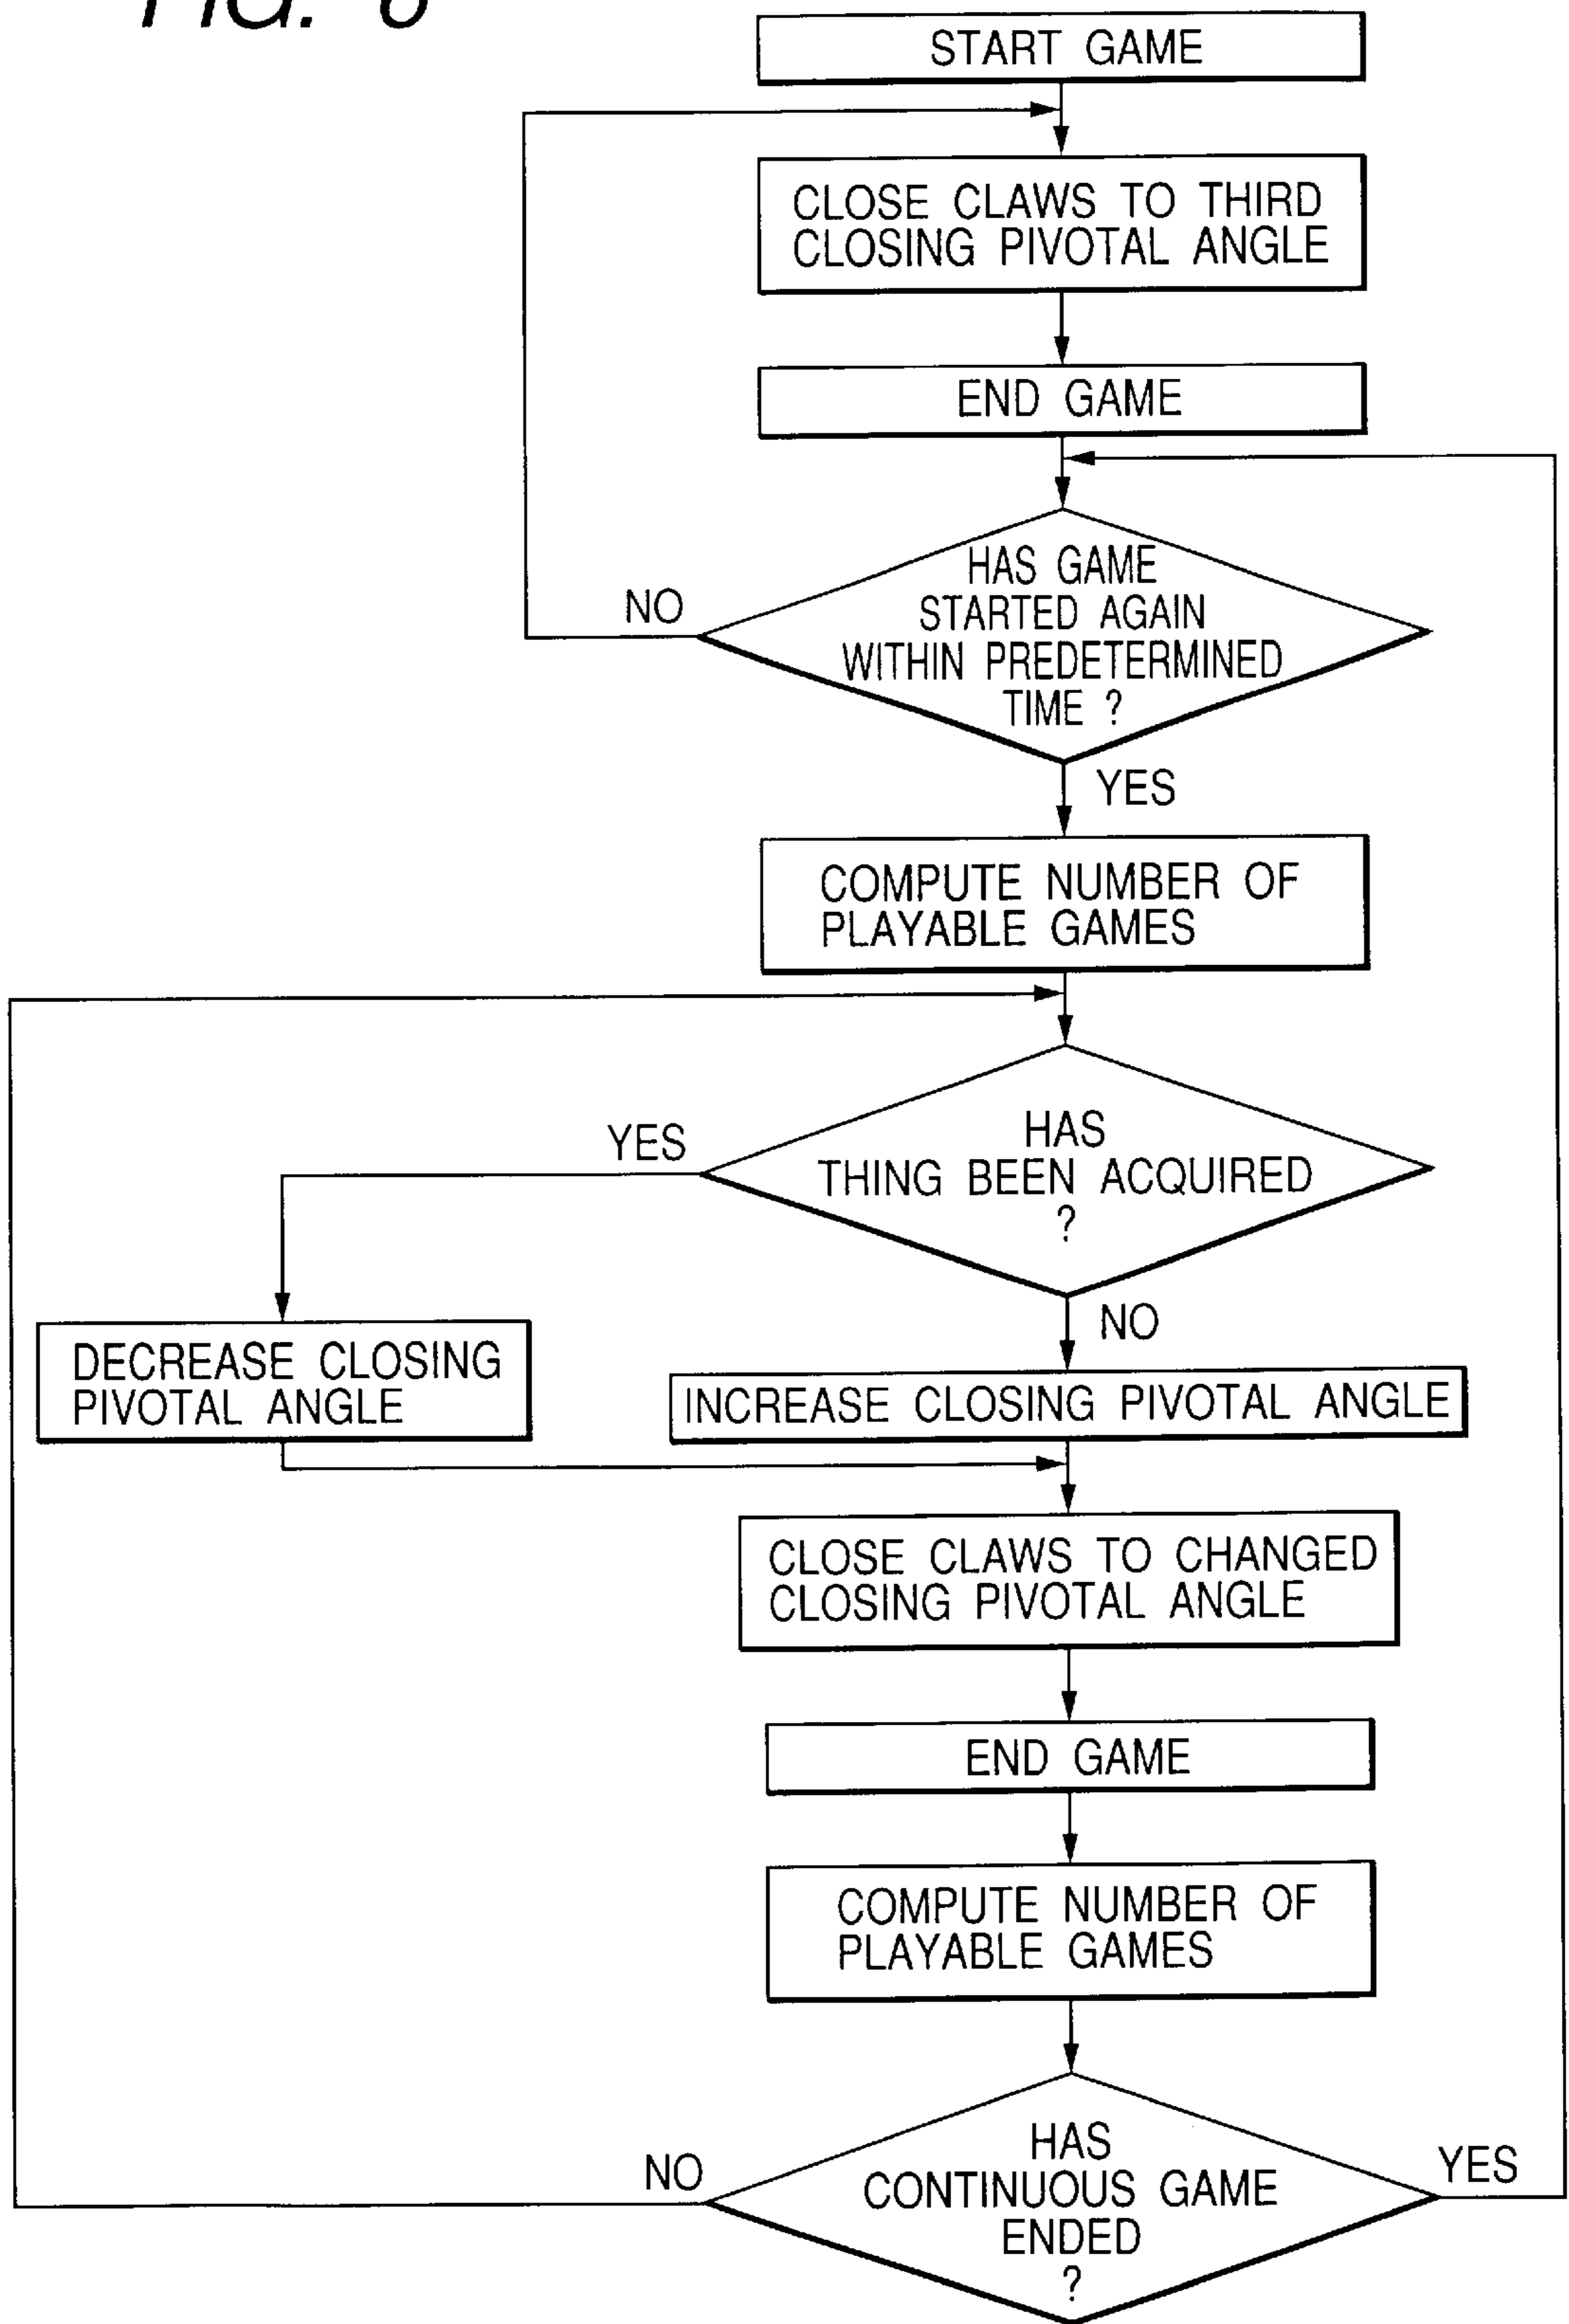 FIG.
START GAME
CLOSE CLAWS TO THIRD
CLOSING PIVOTAL ANGLE
END GAME
HAS GAME
STARTED AGAIN
WITHIN PREDETERMINED
TIME ?
NO
YES
COMPUTE NUMBER OF
PLAYABLE GAMES
HAS
THING BEEN ACQUIRED
?
YES
NO
DECREASE CLOSING
PIVOTAL ANGLE
INCREASE CLOSING PIVOTAL ANGLE
CLOSE CLAWS TO CHANGED
CLOSING PIVOTAL ANGLE
END GAME
COMPUTE NUMBER OF
PLAYABLE GAMES
HAS
CONTINUOUS GAME
ENDED
?
NO
YES